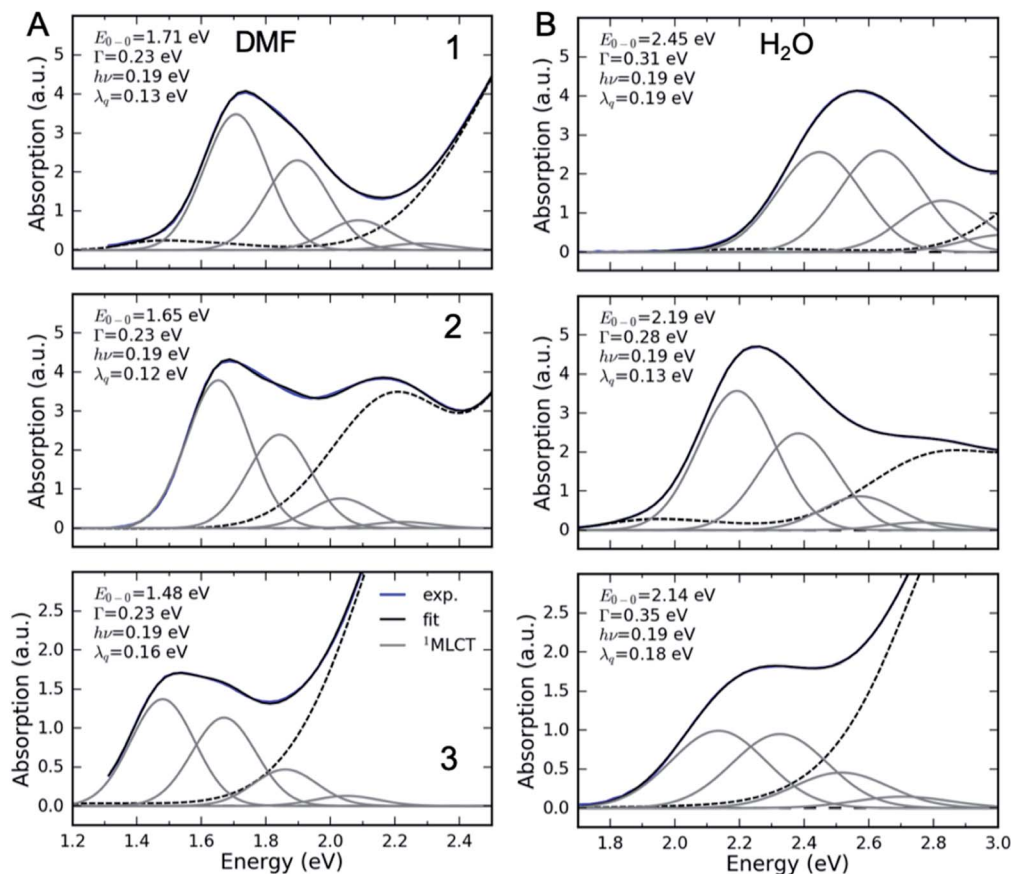 A
DMF
1
E₀₋₀=1.71 eV
Γ=0.23 eV
hν=0.19 eV
λq=0.13 eV
Absorption (a.u.)
5
4
3
2
1
0
B
H₂O
E₀₋₀=2.45 eV
Γ=0.31 eV
hν=0.19 eV
λq=0.19 eV
Absorption (a.u.)
5
4
3
2
1
0
2
E₀₋₀=1.65 eV
Γ=0.23 eV
hν=0.19 eV
λq=0.12 eV
Absorption (a.u.)
5
4
3
2
1
0
E₀₋₀=2.19 eV
Γ=0.28 eV
hν=0.19 eV
λq=0.13 eV
Absorption (a.u.)
5
4
3
2
1
0
E₀₋₀=1.48 eV
Γ=0.23 eV
hν=0.19 eV
λq=0.16 eV
exp.
fit
¹MLCT
3
Absorption (a.u.)
2.5
2.0
1.5
1.0
0.5
0.0
1.2 1.4 1.6 1.8 2.0 2.2 2.4
Energy (eV)
E₀₋₀=2.14 eV
Γ=0.35 eV
hν=0.19 eV
λq=0.18 eV
Absorption (a.u.)
2.5
2.0
1.5
1.0
0.5
0.0
1.8 2.0 2.2 2.4 2.6 2.8 3.0
Energy (eV)